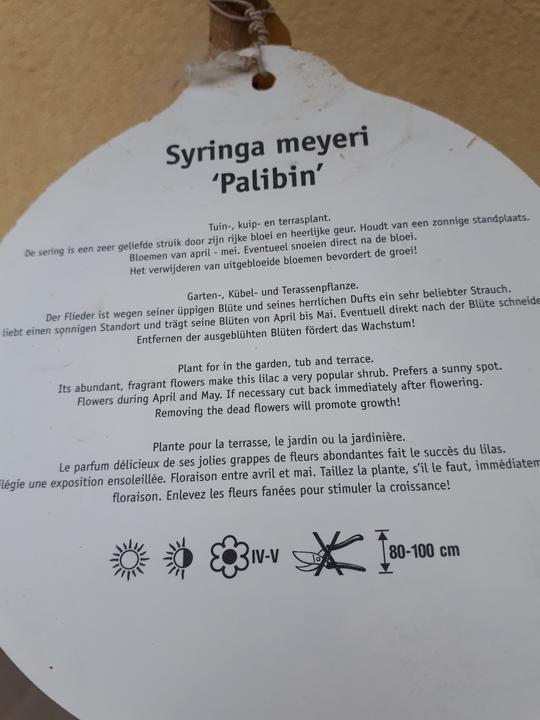 Syringa meyeri
‘Palibin’
Tuin-, kuip- en terrasplant.
De sering is een zeer geliefde struik door zijn rijke bloei en heerlijke geur. Houdt van een zonnige standplaats.
Bloemen van april - mei. Eventueel snoeien direct na de bloei.
Het verwijderen van uitgebloeide bloemen bevordert de groei!
Garten-, Kübel- und Terassenpflanze.
Der Flieder ist wegen seiner üppigen Blüte und seines herrlichen Dufts ein sehr beliebter Strauch.
liebt einen sonnigen Standort und trägt seine Blüten von April bis Mai. Eventuell direkt nach der Blüte schneide
Entfernen der ausgeblühten Blüten fördert das Wachstum!
Plant for in the garden, tub and terrace.
Its abundant, fragrant flowers make this lilac a very popular shrub. Prefers a sunny spot.
Flowers during April and May. If necessary cut back immediately after flowering.
Removing the dead flowers will promote growth!
Plante pour la terrasse, le jardin ou la jardinière.
Le parfum délicieux de ses jolies grappes de fleurs abondantes fait le succès du lilas.
ilégie une exposition ensoleillée. Floraison entre avril et mai. Taillez la plante, s’il le faut, immédiatem
floraison. Enlevez les fleurs fanées pour stimuler la croissance!
IV-V
80-100 cm